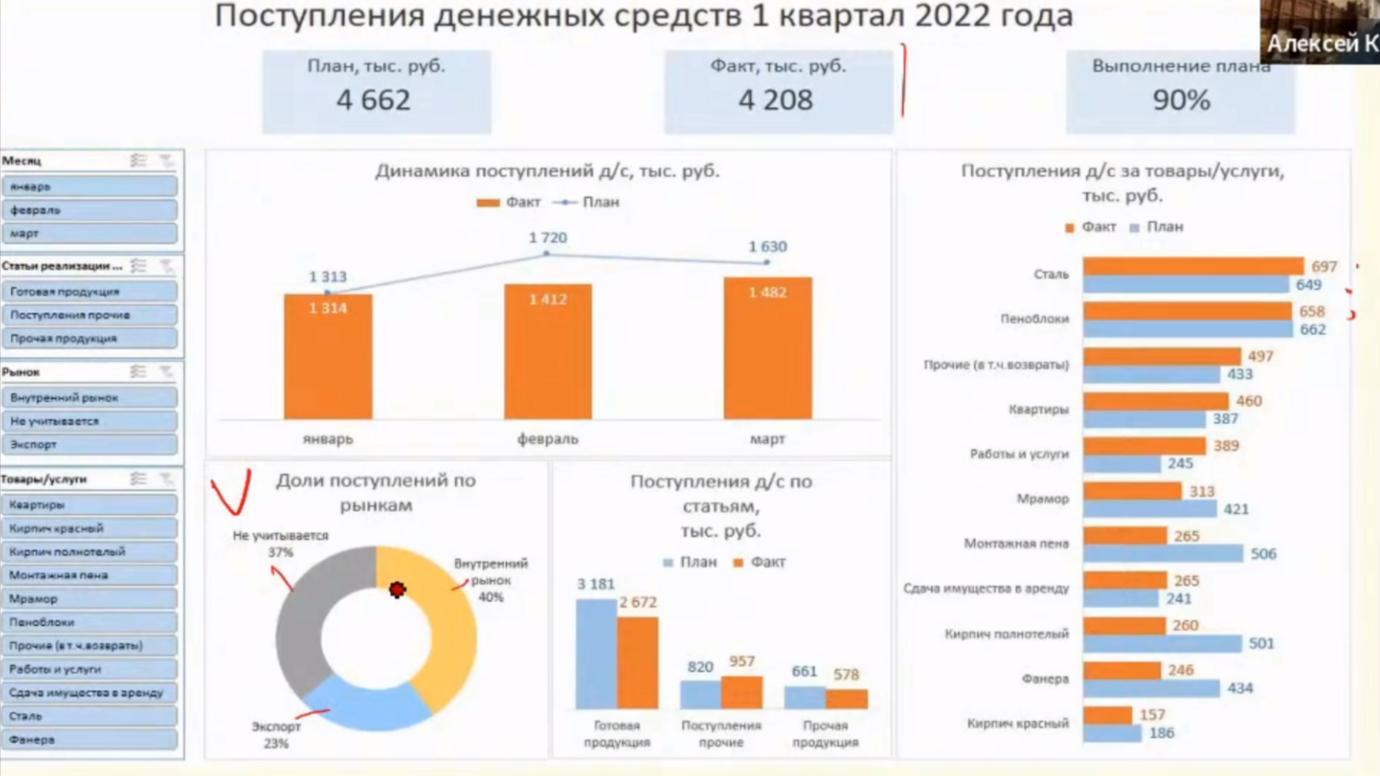 Поступления денежных средств 1 квартал 2022 года
Алексей К
План, тыс. руб.
4 662
Факт, тыс. руб.
4 208
Выполнение плана
90%
Месяц
январь
февраль
март
Статьи реализации ...
Готовая продукция
Поступления прочие
Прочая продукция
Рынок
Внутренний рынок
Не учитывается
Экспорт
Товары/услуги
Квартиры
Кирпич красный
Кирпич полнотелый
Монтажная пена
Мрамор
Пеноблоки
Прочие (в т.ч.возвраты)
Работы и услуги
Сдача имущества в аренду
Сталь
Фанера
Динамика поступлений д/с, тыс. руб.
Факт План
1 313
1 720
1 630
1 314
1 412
1 482
январь
февраль
март
Доли поступлений по
рынкам
Не учитывается
37%
Внутренний
рынок
40%
Экспорт
23%
Поступления д/с по
статьям,
тыс. руб.
План Факт
3 181
2 672
820
957
661
578
Готовая
продукция
Поступления
прочие
Прочая
продукция
Поступления д/с за товары/услуги,
тыс. руб.
Факт План
Сталь
697
649
Пеноблоки
658
662
Прочие (в т.ч.возвраты)
497
433
Квартиры
460
387
Работы и услуги
389
245
Мрамор
313
421
Монтажная пена
265
506
Сдача имущества в аренду
265
241
Кирпич полнотелый
260
501
Фанера
246
434
Кирпич красный
157
186